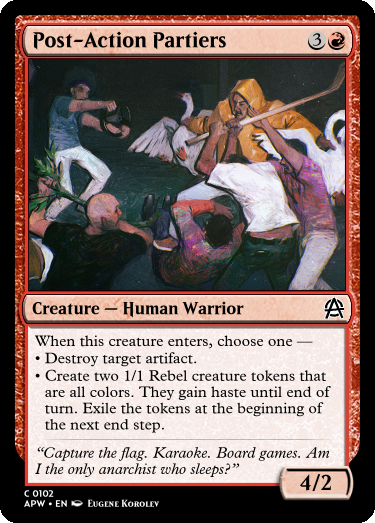 Post-Action Partiers 3
Creature — Human Warrior
When this creature enters, choose one —
• Destroy target artifact.
• Create two 1/1 Rebel creature tokens that
are all colors. They gain haste until end of
turn. Exile the tokens at the beginning of
the next end step.
“Capture the flag. Karaoke. Board games. Am
I the only anarchist who sleeps?”
4/2
C 0102
APW • EN Eugene Korolev